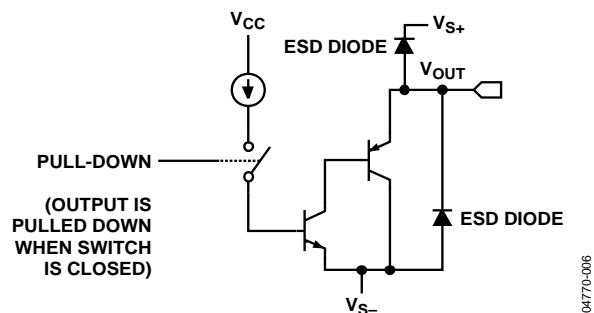 VCC
VS+
ESD DIODE
VOUT
PULL-DOWN
(OUTPUT IS
PULLED DOWN
WHEN SWITCH
IS CLOSED)
ESD DIODE
VS–
04770-006